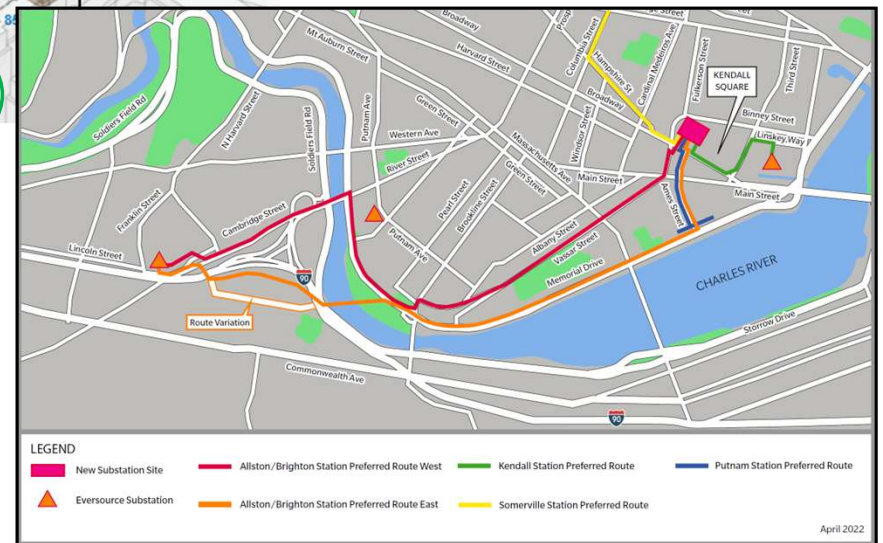 85
Soldiers Field Rd
N Harvard Street
Mt Auburn Street
Soldiers Field Rd
Putnam Ave
Broadway
Harvard Street
Green Street
Western Ave
River Street
Massachusetts Ave
Broadway
Columbia Street
Hampshire St
Windsor Street
Cardinal Medeiros Ave
Fulkerson Street
KENDALL
SQUARE
Third Street
Binney Street
Linskey Way
Main Street
Main Street
Ames Street
Franklin Street
Cambridge Street
Lincoln Street
Pearl Street
Brookline Street
Green Street
Putnam Ave
Albany Street
Vassar Street
Memorial Drive
CHARLES RIVER
Storrow Drive
90
Route Variation
Commonwealth Ave
90
LEGEND
New Substation Site
Allston/Brighton Station Preferred Route West
Kendall Station Preferred Route
Putnam Station Preferred Route
Eversource Substation
Allston/Brighton Station Preferred Route East
Somerville Station Preferred Route
April 2022